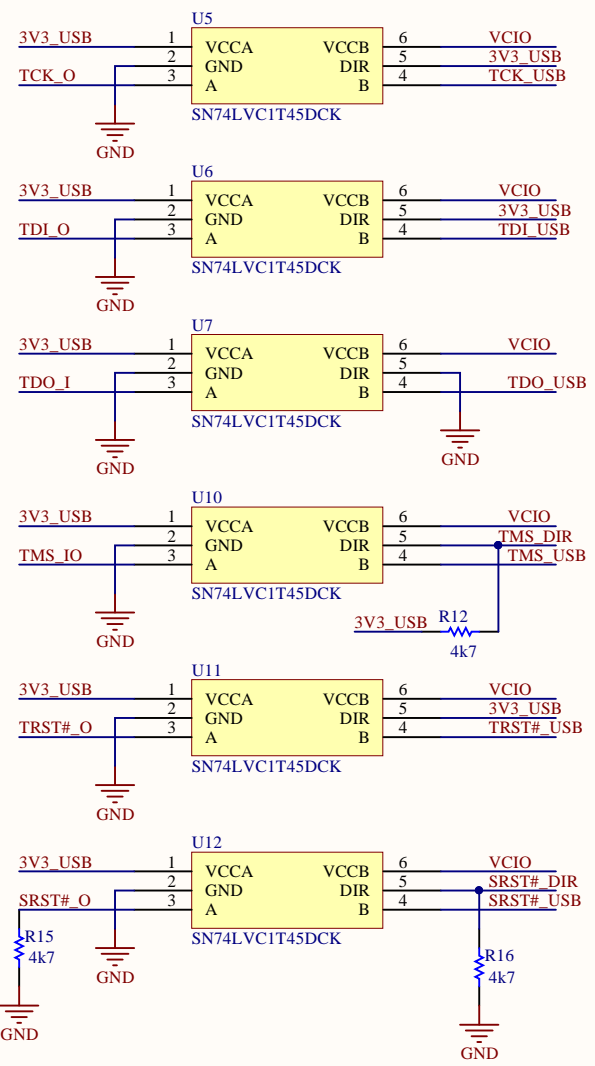 U5
3V3_USB 1 VCCA VCCB 6 VCIO
2 GND DIR 5 3V3_USB
TCK_O 3 A B 4 TCK_USB
SN74LVC1T45DCK
GND
U6
3V3_USB 1 VCCA VCCB 6 VCIO
2 GND DIR 5 3V3_USB
TDI_O 3 A B 4 TDI_USB
SN74LVC1T45DCK
GND
U7
3V3_USB 1 VCCA VCCB 6 VCIO
2 GND DIR 5
TDO_I 3 A B 4 TDO_USB
SN74LVC1T45DCK
GND
GND
U10
3V3_USB 1 VCCA VCCB 6 VCIO
2 GND DIR 5 TMS_DIR
TMS_IO 3 A B 4 TMS_USB
SN74LVC1T45DCK
3V3_USB R12
GND
4k7
U11
3V3_USB 1 VCCA VCCB 6 VCIO
2 GND DIR 5 3V3_USB
TRST#_O 3 A B 4 TRST#_USB
SN74LVC1T45DCK
GND
U12
3V3_USB 1 VCCA VCCB 6 VCIO
2 GND DIR 5 SRST#_DIR
SRST#_O 3 A B 4 SRST#_USB
SN74LVC1T45DCK
R15
4k7
R16
4k7
GND
GND
GND